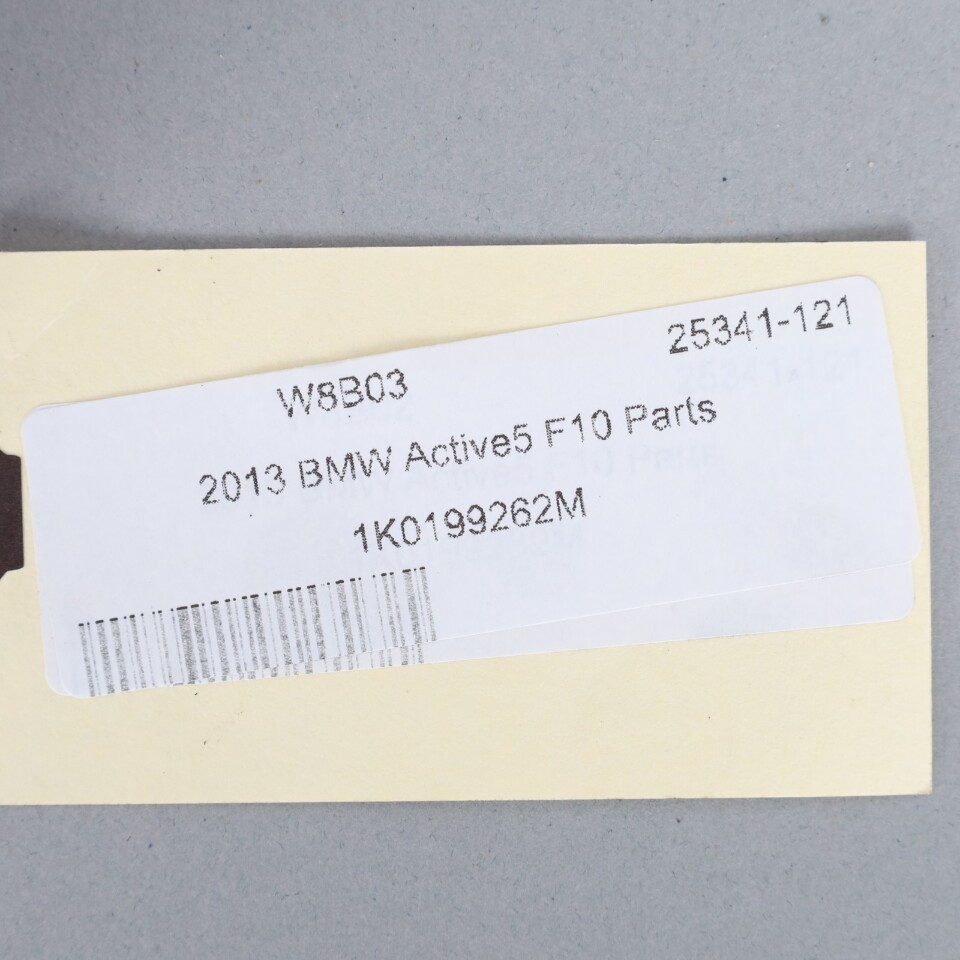 25341-121
W8B03
2013 BMW Active5 F10 Parts
1K0199262M